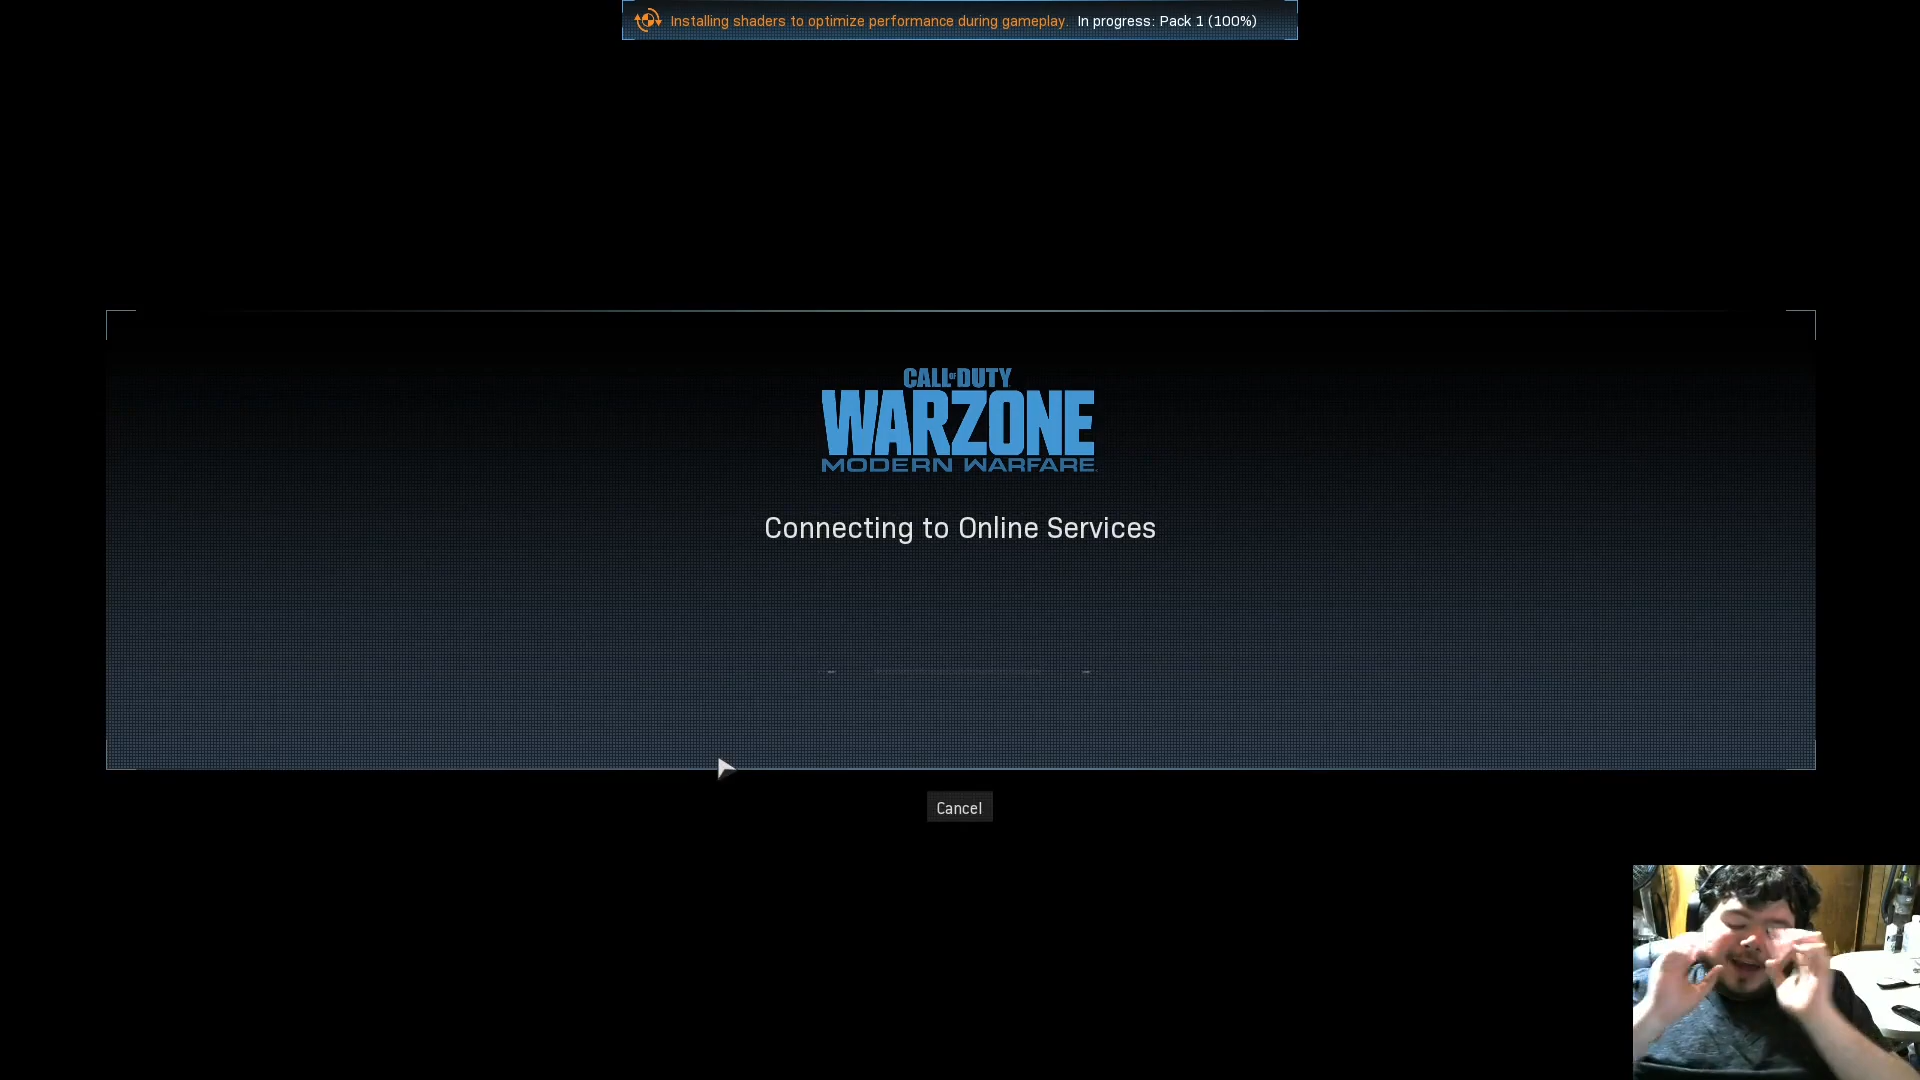 Installing shaders to optimize performance during gameplay. In progress: Pack 1 (100%)
CALL OF DUTY
WARZONE
MODERN WARFARE
Connecting to Online Services
Cancel